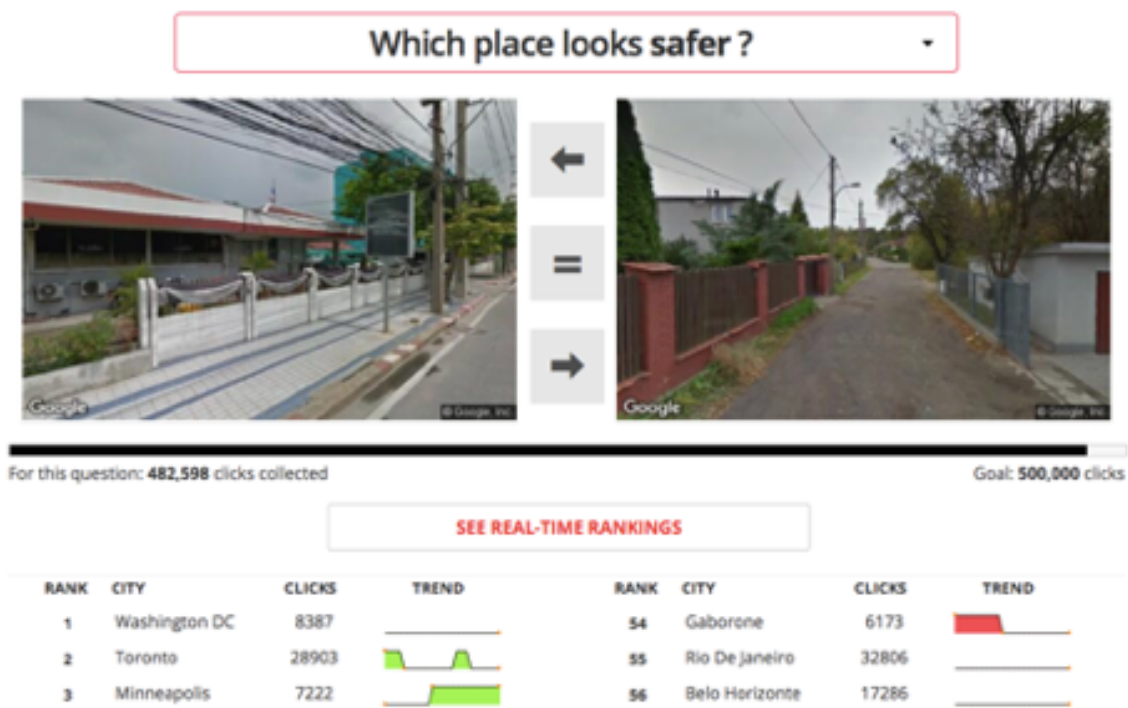 Which place looks safer ?
Google
© Google, Inc
Google
© Google, Inc
For this question: 482,598 clicks collected
Goal: 500,000 clicks
SEE REAL-TIME RANKINGS
RANK CITY CLICKS TREND
1 Washington DC 8387
2 Toronto 28903
3 Minneapolis 7222
RANK CITY CLICKS TREND
54 Gaborone 6173
55 Rio De Janeiro 32806
56 Belo Horizonte 17286